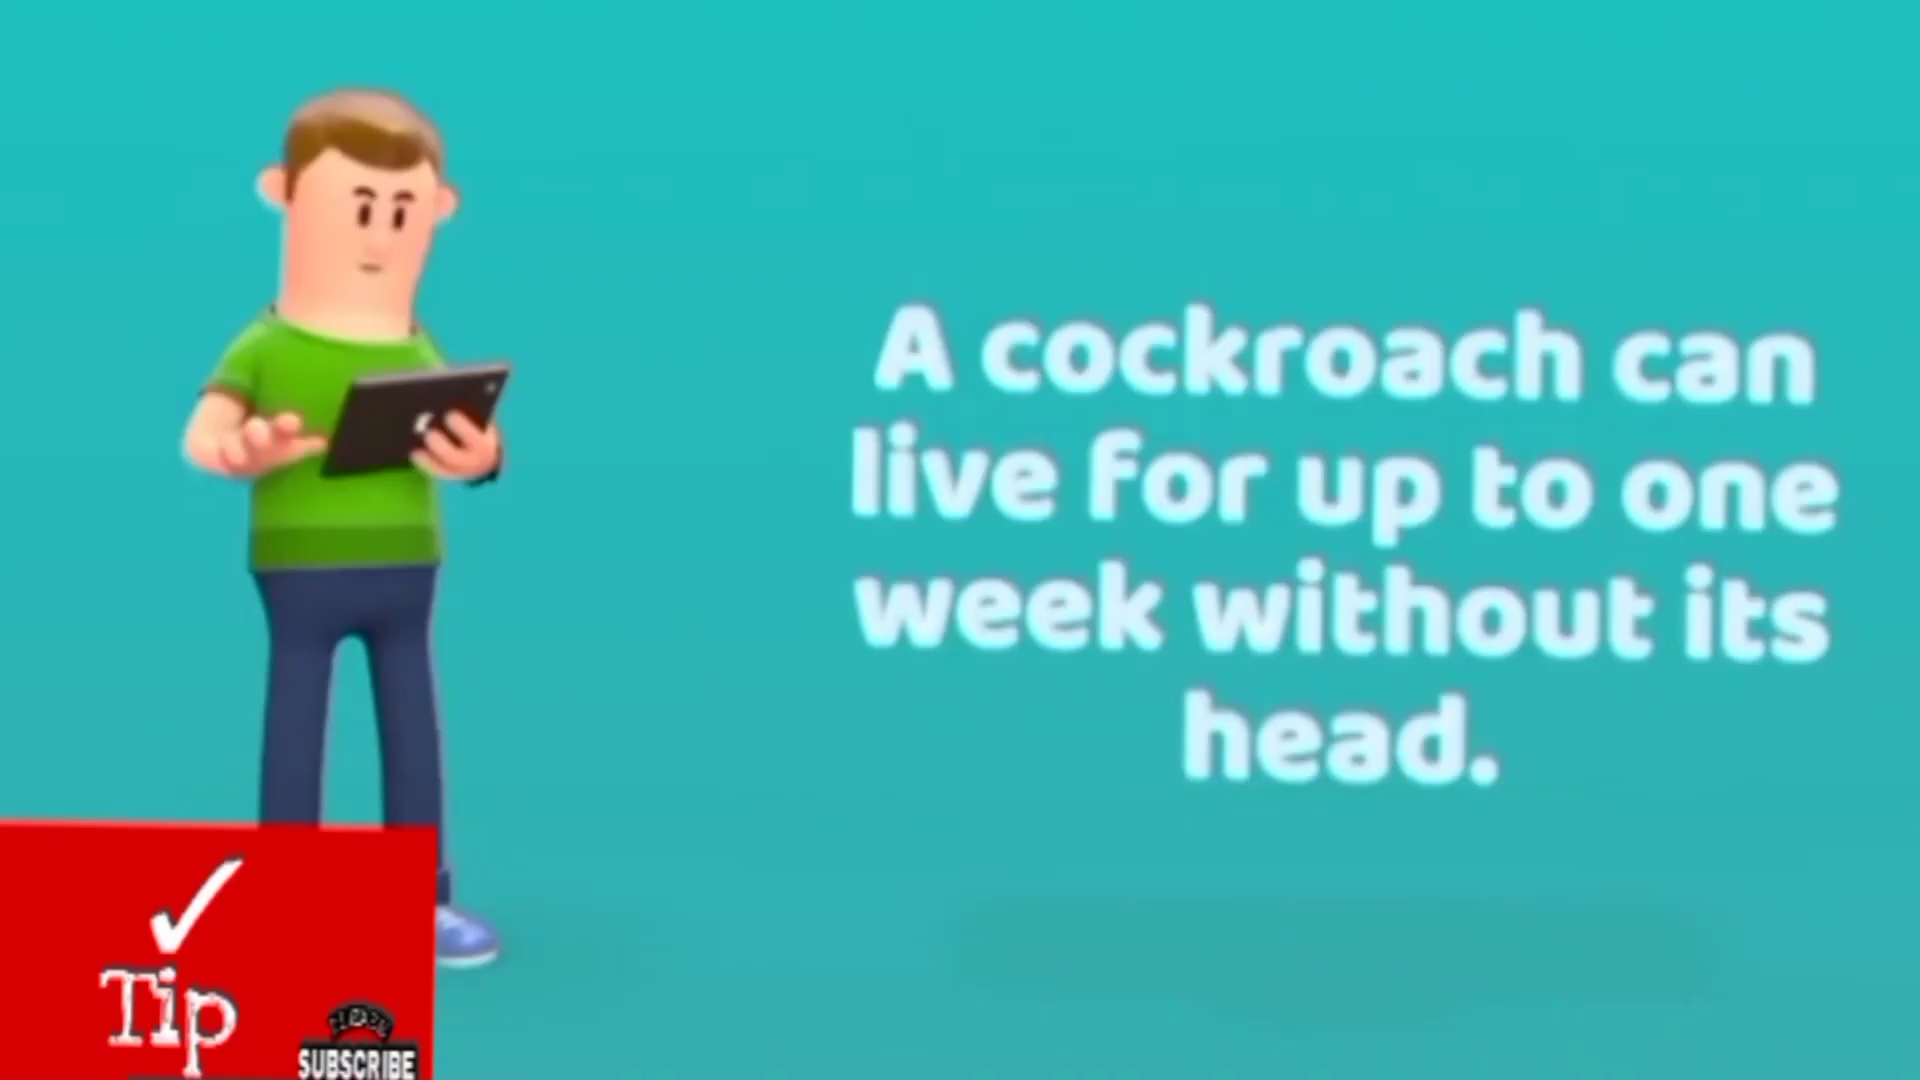 A cockroach can
live for up to one
week without its
head.
Tip
SUBSCRIBE